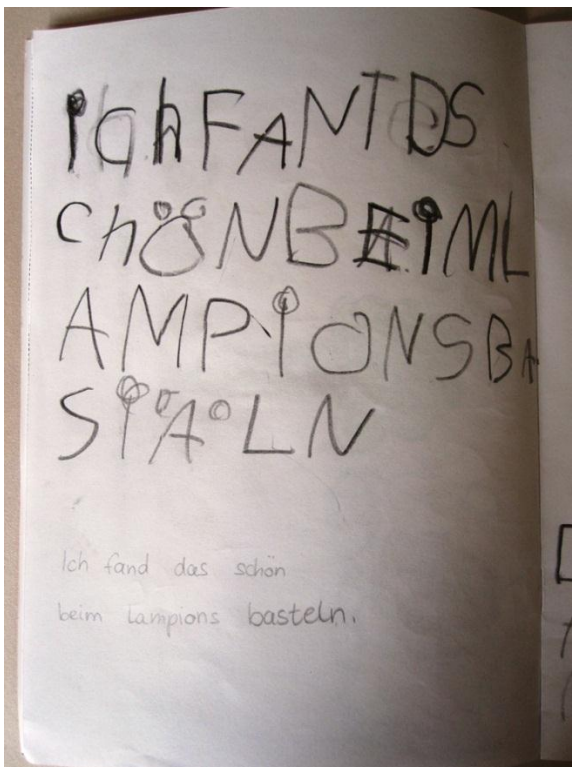 ichFANTDS
chÖNBEiML
AMPiONSBA
SiÄLN
Ich fand das schön
beim Lampions basteln.